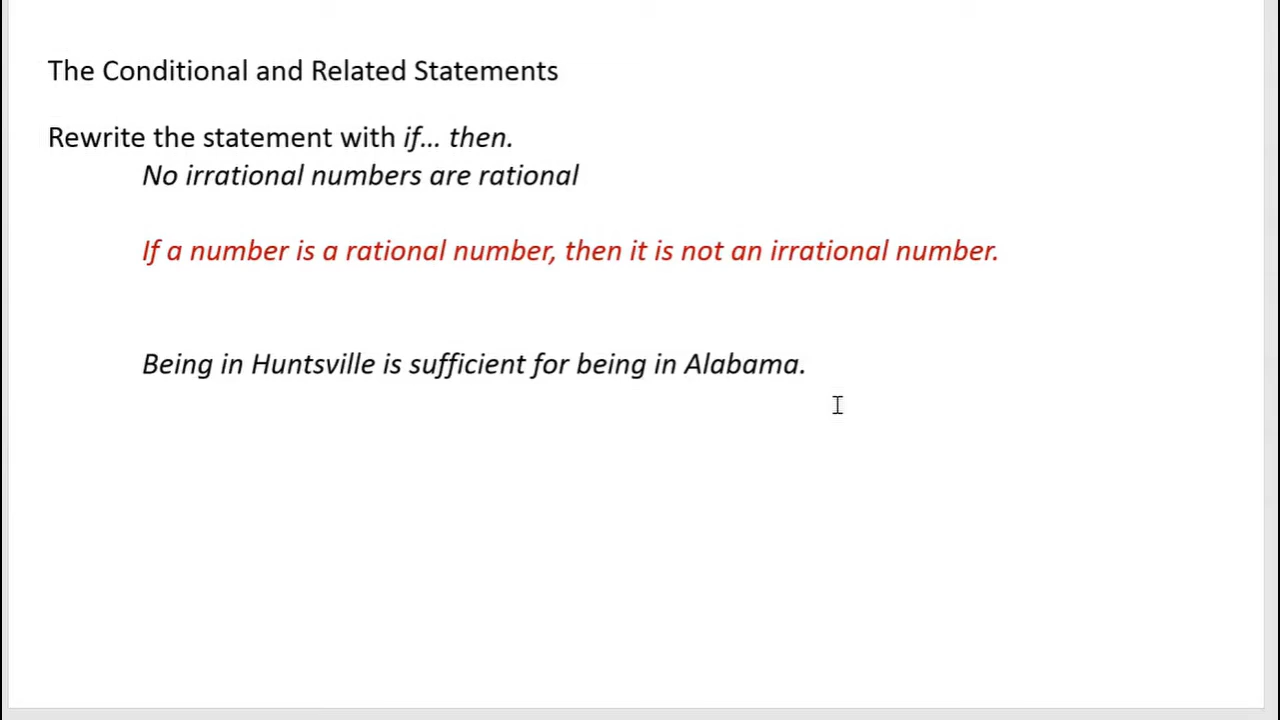 The Conditional and Related Statements
Rewrite the statement with if... then.
No irrational numbers are rational
If a number is a rational number, then it is not an irrational number.
Being in Huntsville is sufficient for being in Alabama.